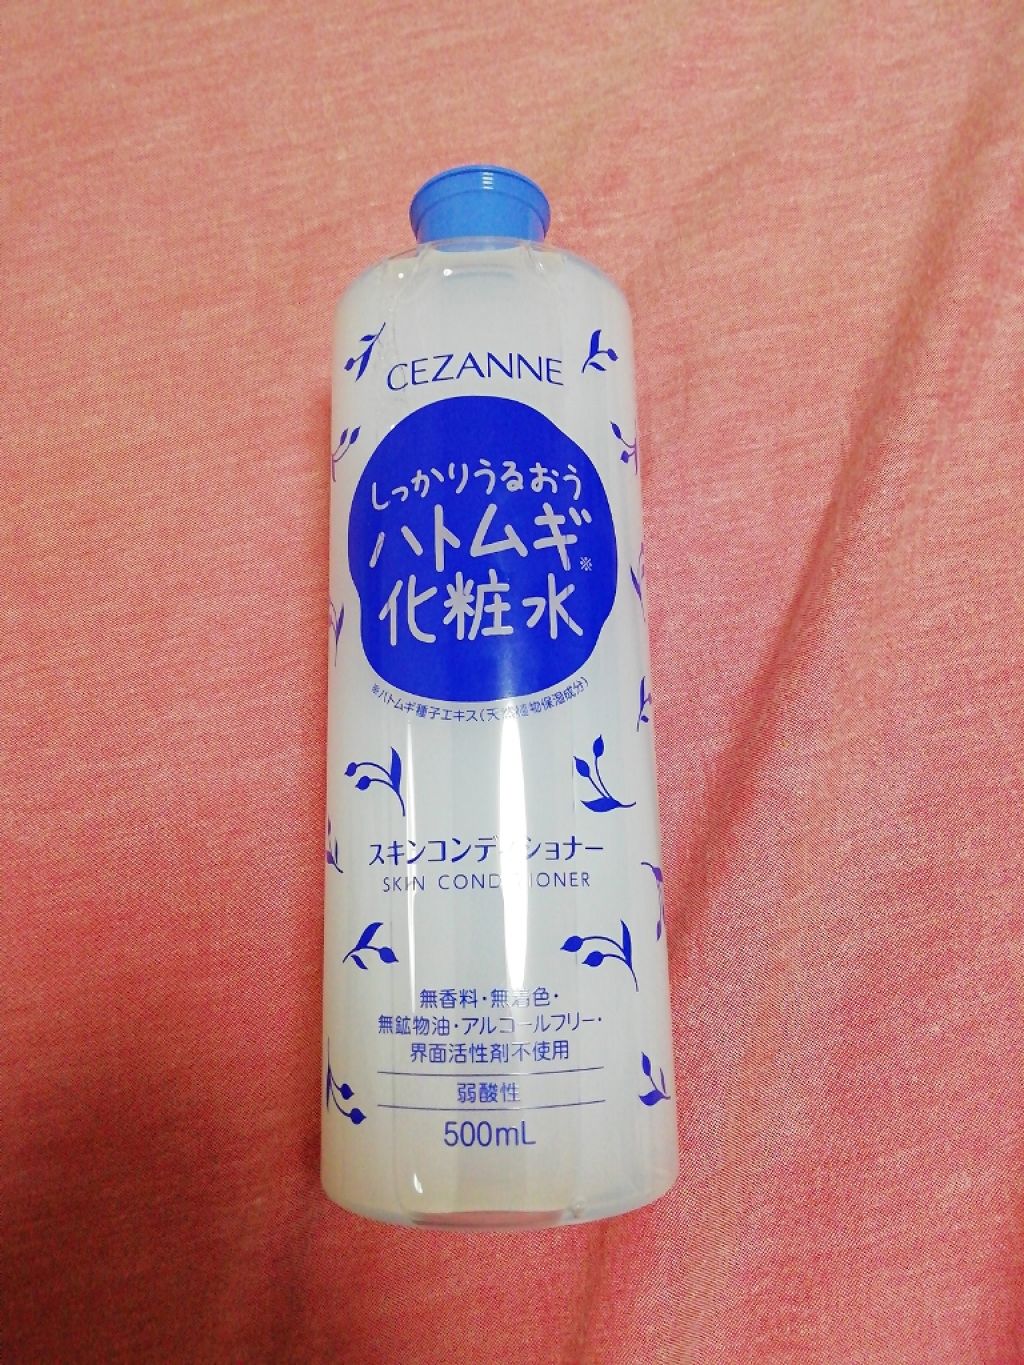 CEZANNE
しっかりうるおう
ハトムギ※
化粧水
※ハトムギ種子エキス(天然植物保湿成分)
スキンコンディショナー
SKIN CONDITIONER
無香料・無着色・
無鉱物油・アルコールフリー・
界面活性剤不使用
弱酸性
500mL